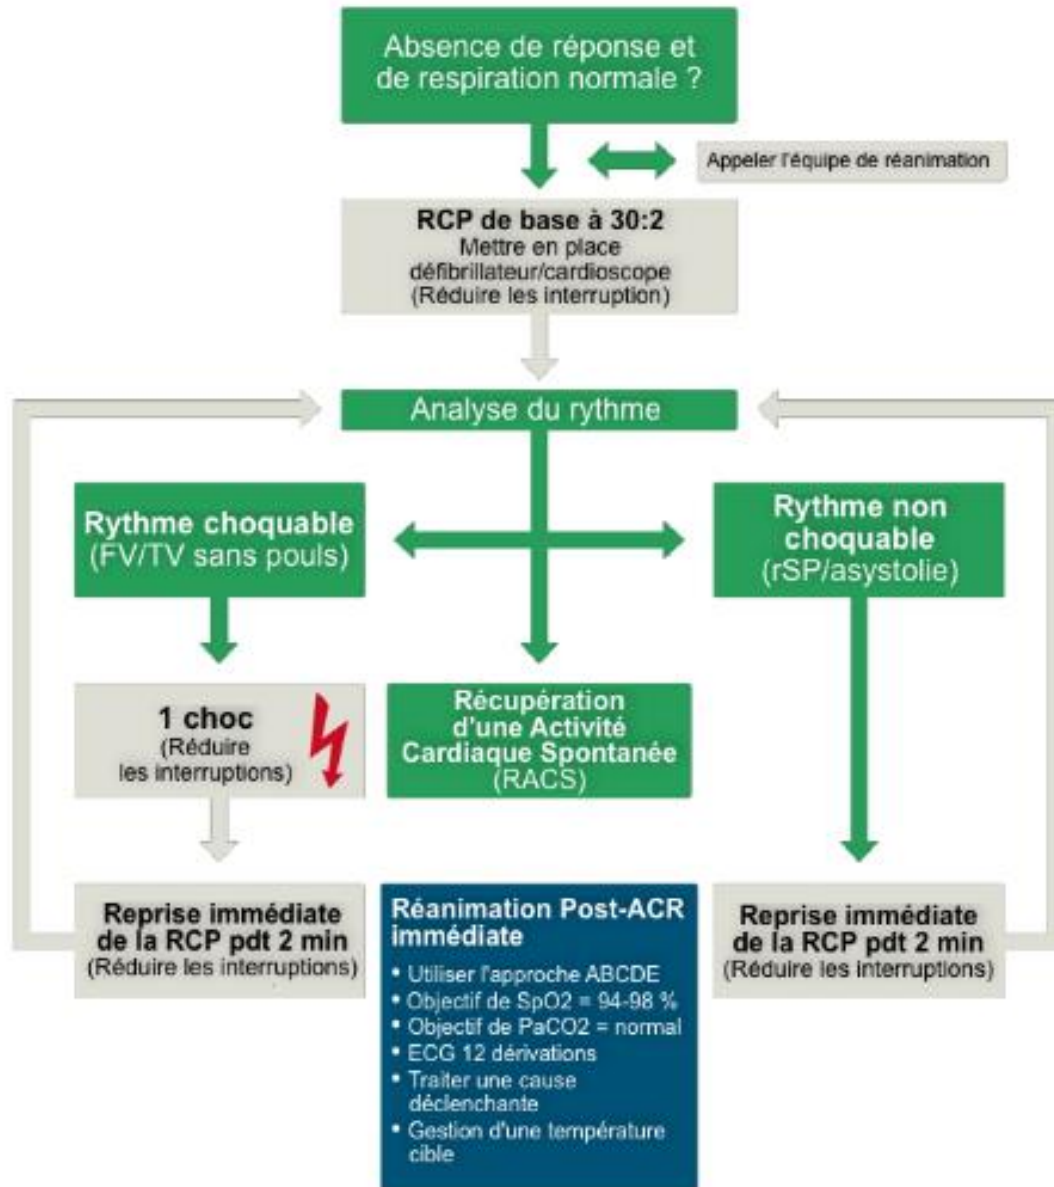 Absence de réponse et
de respiration normale ?
Appeler l'équipe de réanimation
RCP de base à 30:2
Mettre en place
défibrillateur/cardioscope
(Réduire les interruption)
Analyse du rythme
Rythme choquable
(FV/TV sans pouls)
Rythme non
choquable
(rSP/asystolie)
1 choc
(Réduire
les interruptions)
Récupération
d'une Activité
Cardiaque Spontanée
(RACS)
Reprise immédiate
de la RCP pdt 2 min
(Réduire les interruptions)
Réanimation Post-ACR
immédiate
• Utiliser l'approche ABCDE
• Objectif de SpO2 = 94-98 %
• Objectif de PaCO2 = normal
• ECG 12 dérivations
• Traiter une cause
déclenchante
• Gestion d'une température
cible
Reprise immédiate
de la RCP pdt 2 min
(Réduire les interruptions)